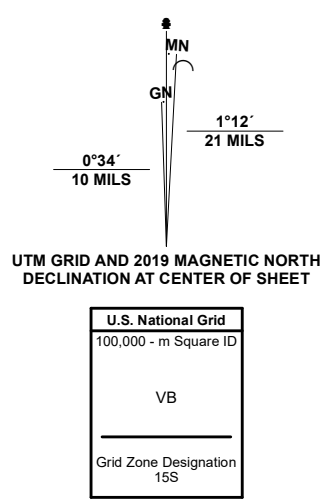 MN
GN
1°12´
21 MILS
0°34´
10 MILS
UTM GRID AND 2019 MAGNETIC NORTH
DECLINATION AT CENTER OF SHEET
U.S. National Grid
100,000 - m Square ID
VB
Grid Zone Designation
15S